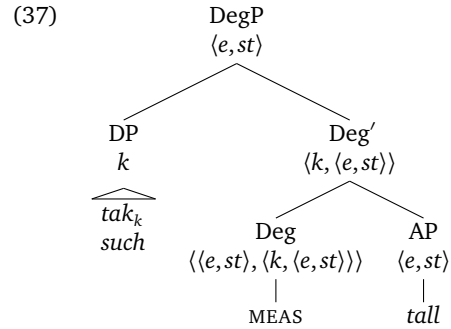 (37) DegP
⟨e, st⟩
DP Deg′
k ⟨k, ⟨e, st⟩⟩
takₖ
such
Deg AP
⟨⟨e, st⟩, ⟨k, ⟨e, st⟩⟩⟩ ⟨e, st⟩
MEAS tall